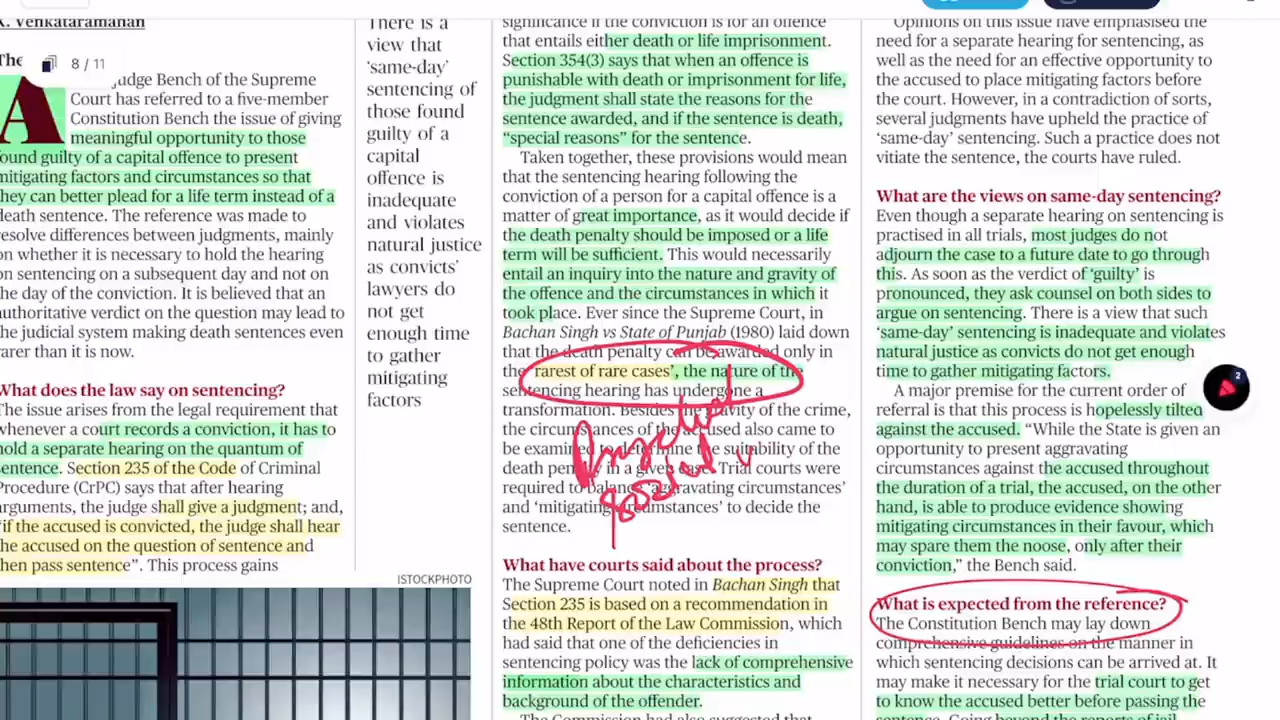 K. Venkataraman
The
8 / 11
A
judge Bench of the Supreme
Court has referred to a five-member
Constitution Bench the issue of giving
meaningful opportunity to those
found guilty of a capital offence to present
mitigating factors and circumstances so that
they can better plead for a life term instead of a
death sentence. The reference was made to
resolve differences between judgments, mainly
on whether it is necessary to hold the hearing
on sentencing on a subsequent day and not on
the day of the conviction. It is believed that an
authoritative verdict on the question may lead to
the judicial system making death sentences even
rarer than it is now.
What does the law say on sentencing?
The issue arises from the legal requirement that
whenever a court records a conviction, it has to
hold a separate hearing on the quantum of
sentence. Section 235 of the Code of Criminal
Procedure (CrPC) says that after hearing
arguments, the judge shall give a judgment; and,
“if the accused is convicted, the judge shall hear
the accused on the question of sentence and
then pass sentence”. This process gains
ISTOCKPHOTO
There is a
view that
‘same-day’
sentencing of
those found
guilty of a
capital
offence is
inadequate
and violates
natural justice
as convicts’
lawyers do
not get
enough time
to gather
mitigating
factors
significance if the conviction is for an offence
that entails either death or life imprisonment.
Section 354(3) says that when an offence is
punishable with death or imprisonment for life,
the judgment shall state the reasons for the
sentence awarded, and if the sentence is death,
“special reasons” for the sentence.
Taken together, these provisions would mean
that the sentencing hearing following the
conviction of a person for a capital offence is a
matter of great importance, as it would decide if
the death penalty should be imposed or a life
term will be sufficient. This would necessarily
entail an inquiry into the nature and gravity of
the offence and the circumstances in which it
took place. Ever since the Supreme Court, in
Bachan Singh vs State of Punjab (1980) laid down
that the death penalty can be awarded only in
the ‘rarest of rare cases’, the nature of the
sentencing hearing has undergone a
transformation. Besides the gravity of the crime,
the circumstances of the accused also came to
be examined to determine the suitability of the
death penalty in a given case. Trial courts were
required to balance ‘aggravating circumstances’
and ‘mitigating circumstances’ to decide the
sentence.
What have courts said about the process?
The Supreme Court noted in Bachan Singh that
Section 235 is based on a recommendation in
the 48th Report of the Law Commission, which
had said that one of the deficiencies in
sentencing policy was the lack of comprehensive
information about the characteristics and
background of the offender.
The Commission had also suggested that
Opinions on this issue have emphasised the
need for a separate hearing for sentencing, as
well as the need for an effective opportunity to
the accused to place mitigating factors before
the court. However, in a contradiction of sorts,
several judgments have upheld the practice of
‘same-day’ sentencing. Such a practice does not
vitiate the sentence, the courts have ruled.
What are the views on same-day sentencing?
Even though a separate hearing on sentencing is
practised in all trials, most judges do not
adjourn the case to a future date to go through
this. As soon as the verdict of ‘guilty’ is
pronounced, they ask counsel on both sides to
argue on sentencing. There is a view that such
‘same-day’ sentencing is inadequate and violates
natural justice as convicts do not get enough
time to gather mitigating factors.
A major premise for the current order of
referral is that this process is hopelessly tilted
against the accused. “While the State is given an
opportunity to present aggravating
circumstances against the accused throughout
the duration of a trial, the accused, on the other
hand, is able to produce evidence showing
mitigating circumstances in their favour, which
may spare them the noose, only after their
conviction,” the Bench said.
2
What is expected from the reference?
The Constitution Bench may lay down
comprehensive guidelines on the manner in
which sentencing decisions can be arrived at. It
may make it necessary for the trial court to get
to know the accused better before passing the
sentence. Going beyond the reports of jail